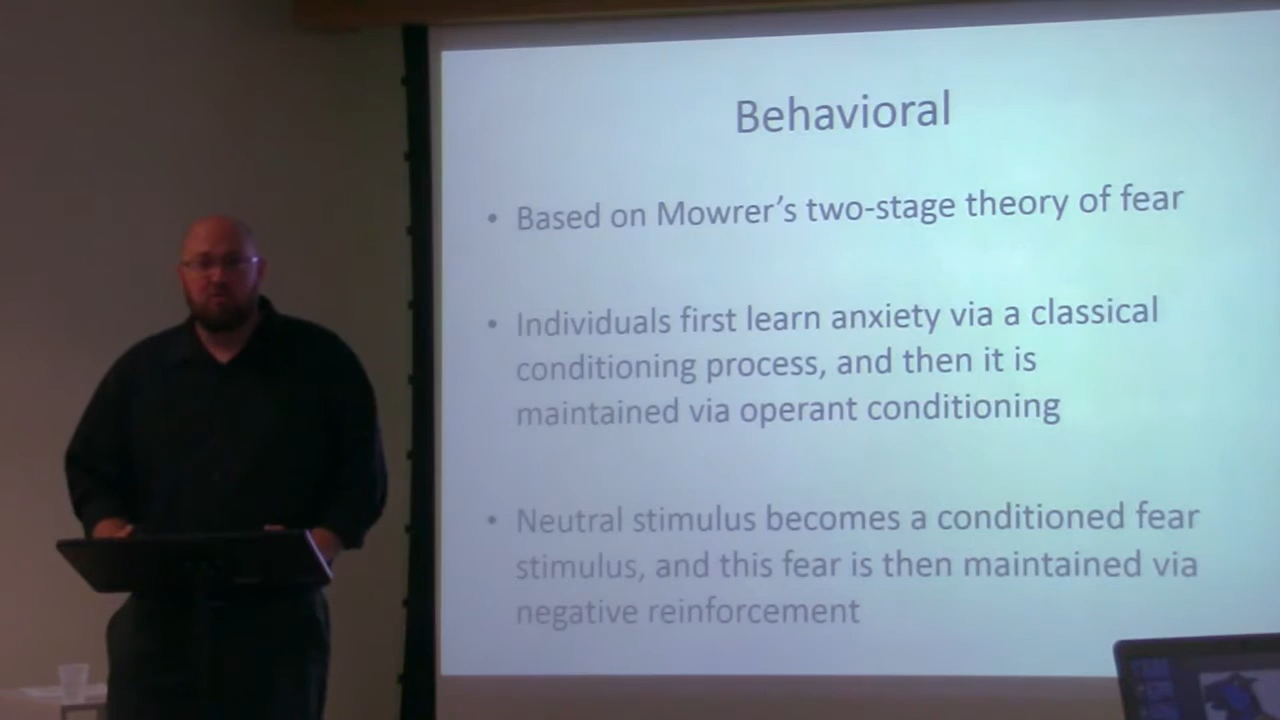 Behavioral
• Based on Mowrer's two-stage theory of fear
• Individuals first learn anxiety via a classical
conditioning process, and then it is
maintained via operant conditioning
• Neutral stimulus becomes a conditioned fear
stimulus, and this fear is then maintained via
negative reinforcement